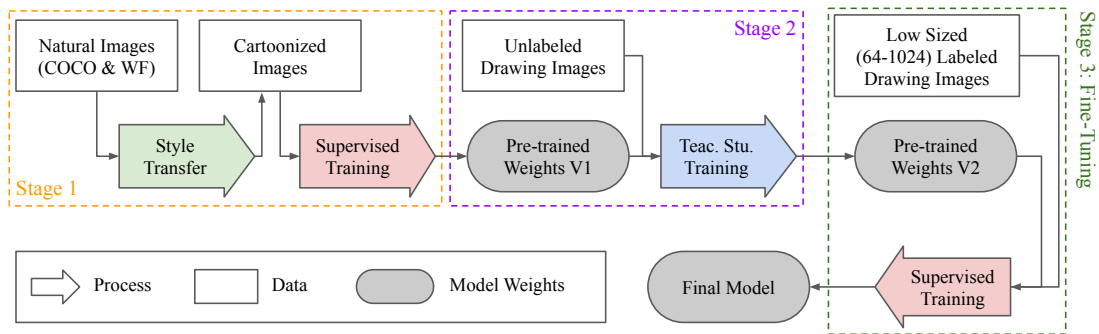 Natural Images
(COCO & WF)
Cartoonized
Images
Style
Transfer
Supervised
Training
Stage 1
Unlabeled
Drawing Images
Stage 2
Pre-trained
Weights V1
Teac. Stu.
Training
Low Sized
(64-1024) Labeled
Drawing Images
Pre-trained
Weights V2
Stage 3: Fine-Tuning
Supervised
Training
Final Model
Process
Data
Model Weights